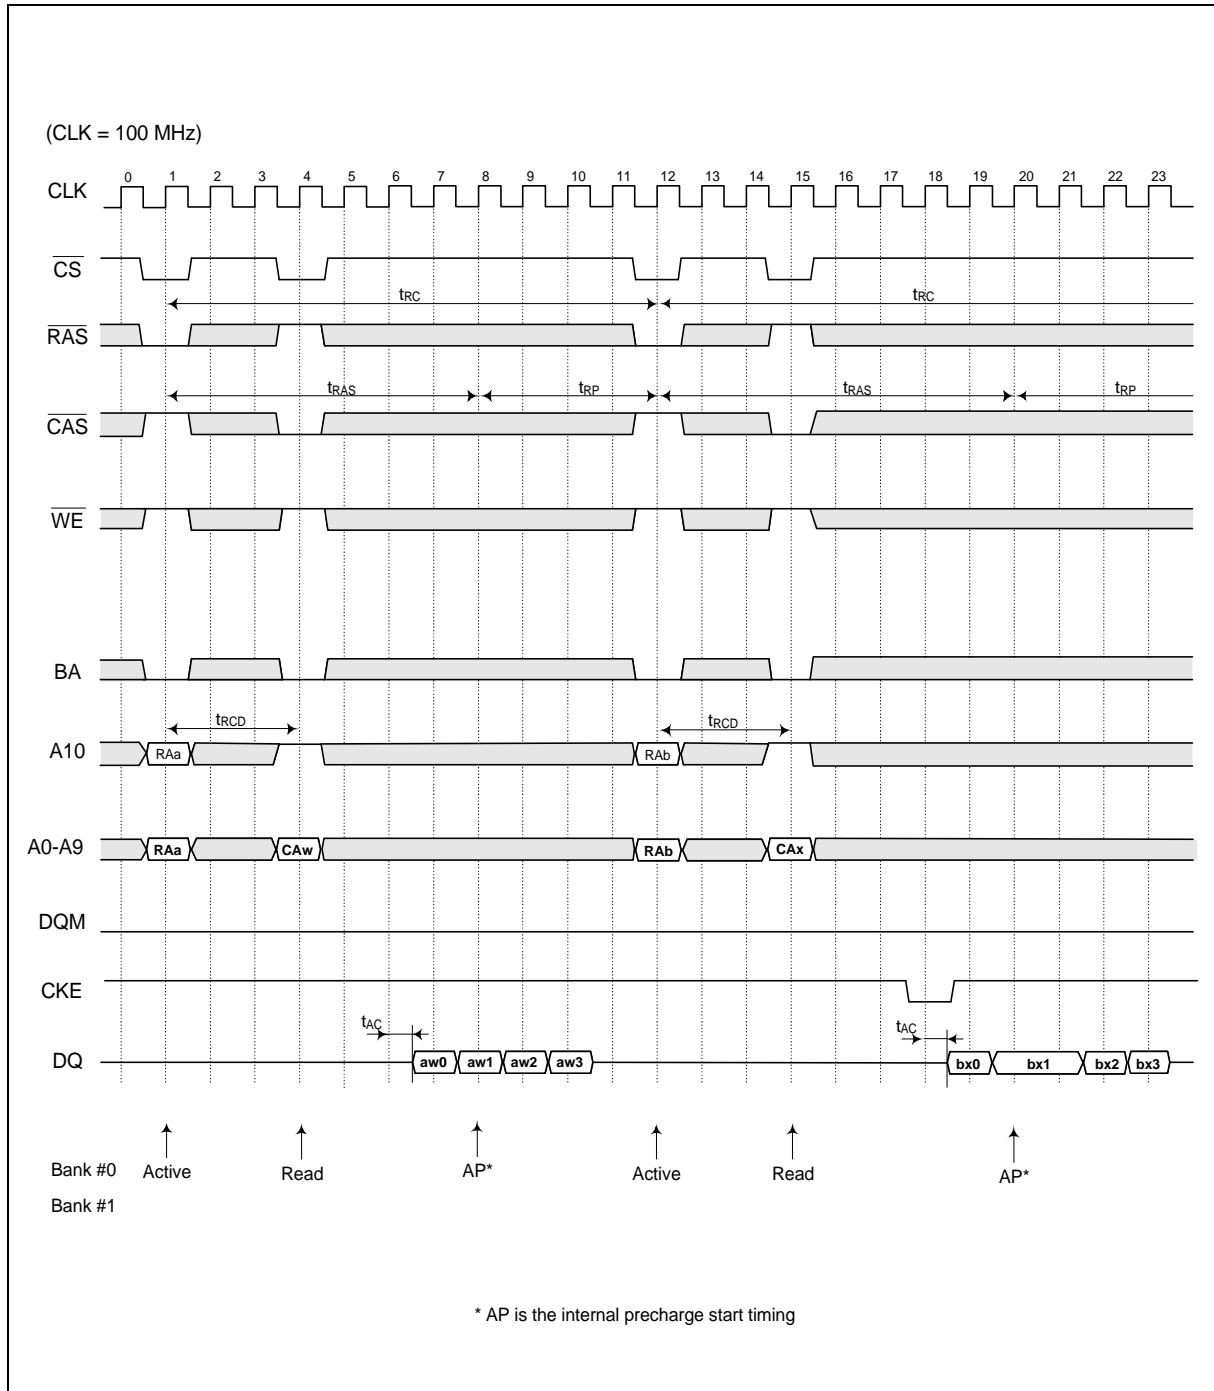 (CLK = 100 MHz)
0 1 2 3 4 5 6 7 8 9 10 11 12 13 14 15 16 17 18 19 20 21 22 23
CLK
CS
tRC tRC
RAS
tRAS tRP tRAS tRP
CAS
WE
BA
tRCD tRCD
A10 RAa RAb
A0-A9 RAa CAw RAb CAx
DQM
CKE
tAC tAC
DQ aw0 aw1 aw2 aw3 bx0 bx1 bx2 bx3
Bank #0 Active Read AP* Active Read AP*
Bank #1
* AP is the internal precharge start timing